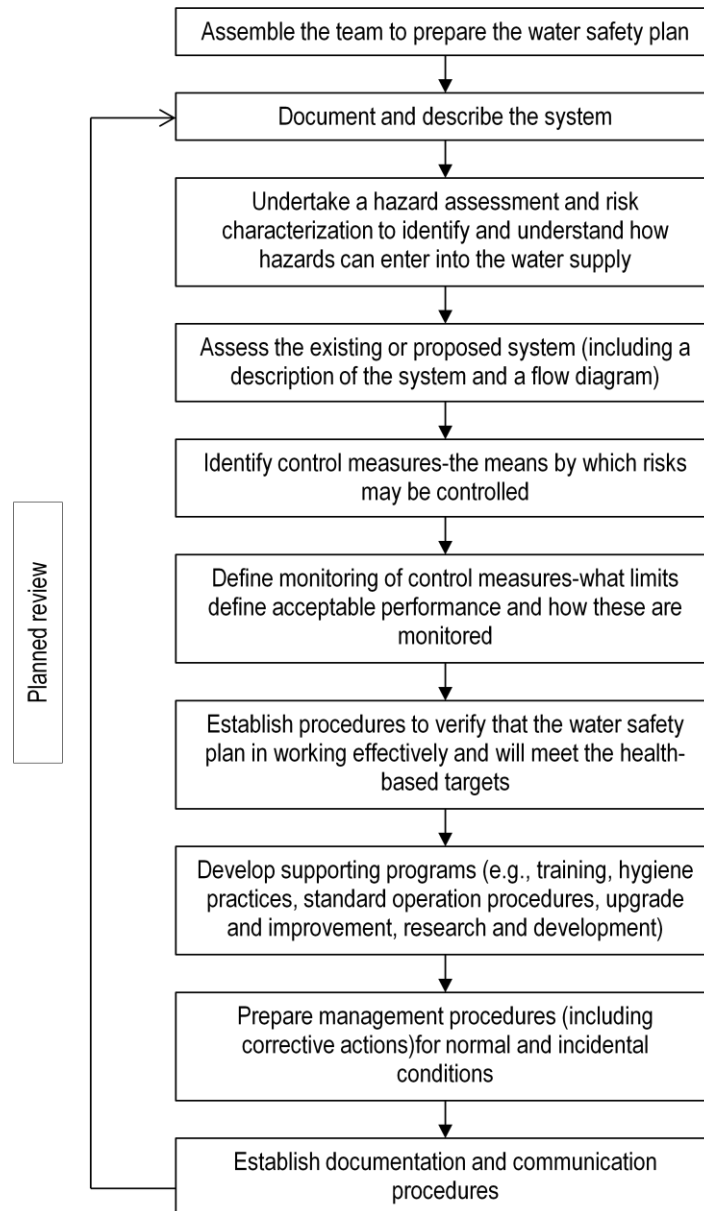 Assemble the team to prepare the water safety plan
Document and describe the system
Undertake a hazard assessment and risk
characterization to identify and understand how
hazards can enter into the water supply
Assess the existing or proposed system (including a
description of the system and a flow diagram)
Identify control measures-the means by which risks
may be controlled
Define monitoring of control measures-what limits
define acceptable performance and how these are
monitored
Establish procedures to verify that the water safety
plan in working effectively and will meet the health-
based targets
Develop supporting programs (e.g., training, hygiene
practices, standard operation procedures, upgrade
and improvement, research and development)
Prepare management procedures (including
corrective actions)for normal and incidental
conditions
Establish documentation and communication
procedures
Planned review